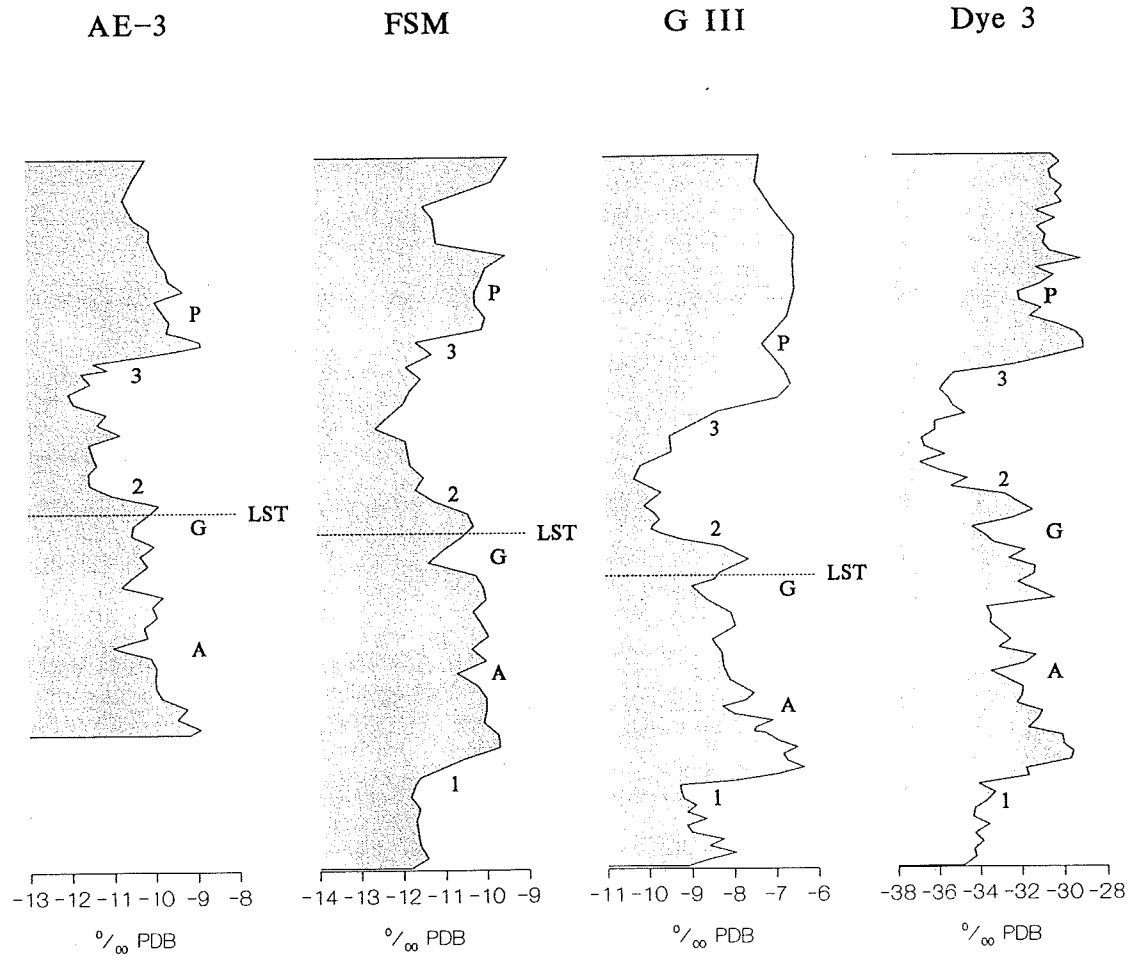 AE-3 FSM G III Dye 3
P
P
P
P
3
3
3
3
2
2
2
2
LST
G
LST
G
LST
G
G
A
A
A
A
1
1
1
-13 -12 -11 -10 -9 -8
-14 -13 -12 -11 -10 -9
-11 -10 -9 -8 -7 -6
-38 -36 -34 -32 -30 -28
‰ PDB
‰ PDB
‰ PDB
‰ PDB